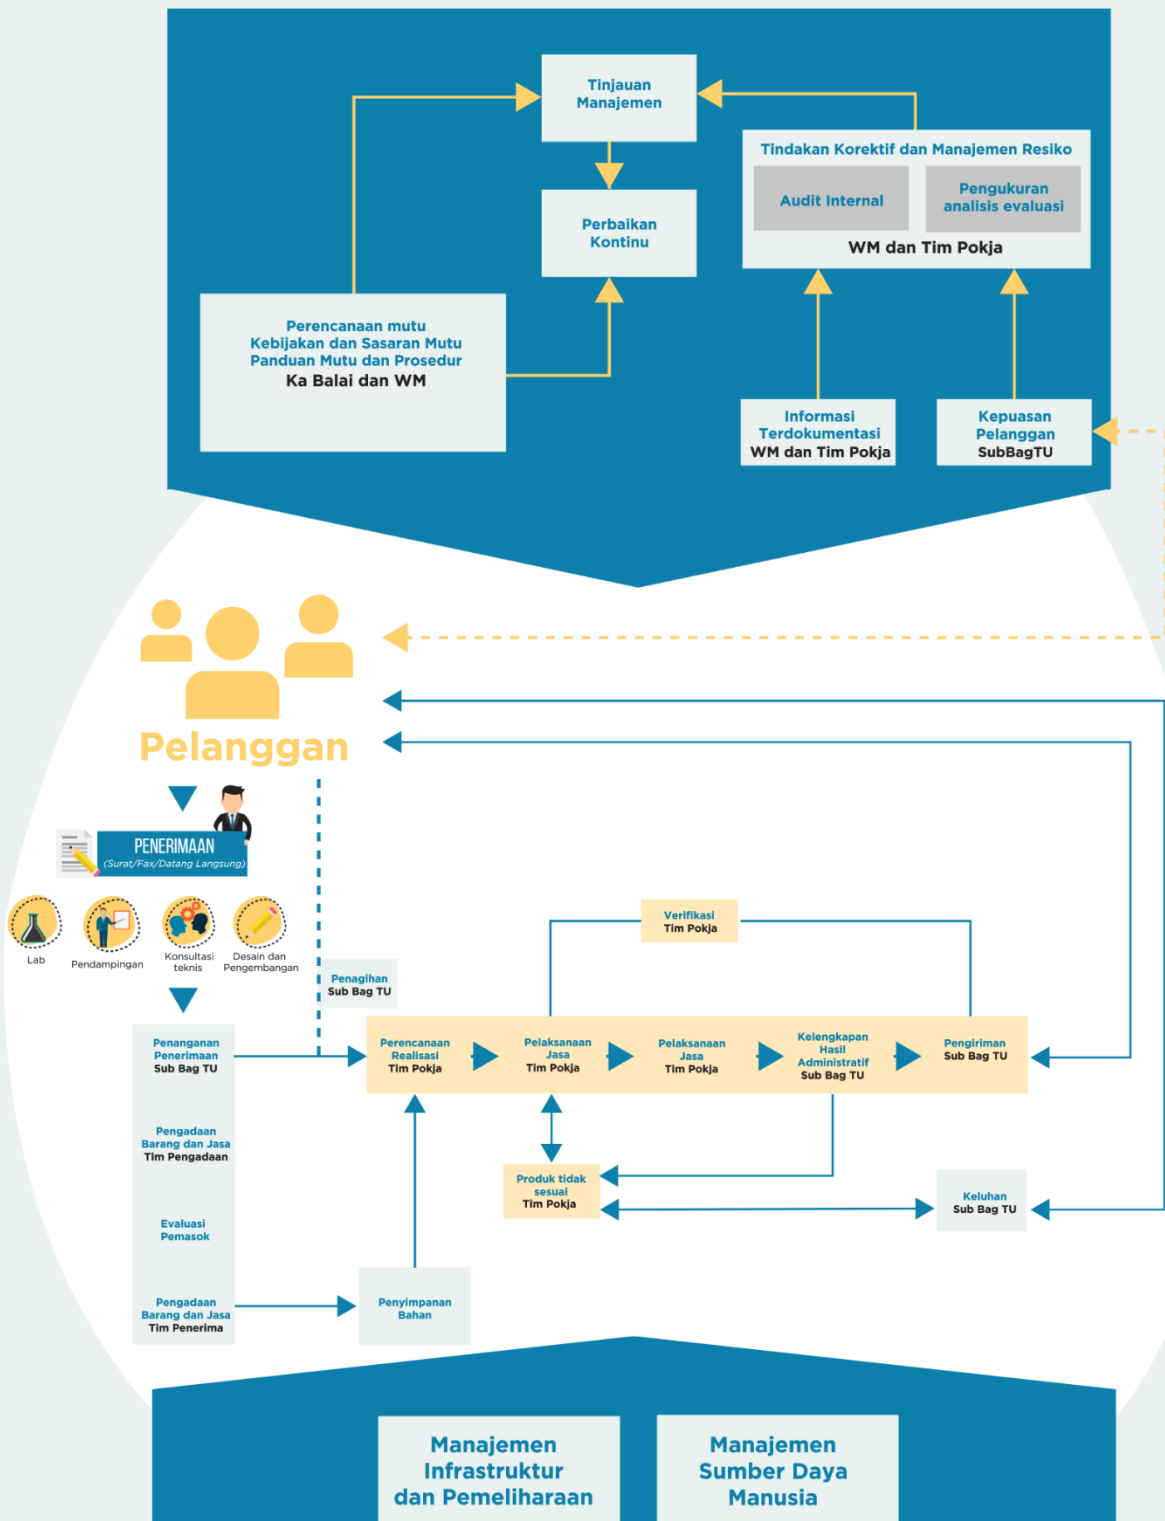 Tinjauan
Manajemen
Tindakan Korektif dan Manajemen Resiko
Audit Internal
Pengukuran
analisis evaluasi
WM dan Tim Pokja
Perbaikan
Kontinu
Perencanaan mutu
Kebijakan dan Sasaran Mutu
Panduan Mutu dan Prosedur
Ka Balai dan WM
Informasi
Terdokumentasi
WM dan Tim Pokja
Kepuasan
Pelanggan
SubBagTU
Pelanggan
PENERIMAAN
(Surat/Fax/Datang Langsung)
Lab
Pendampingan
Konsultasi
teknis
Desain dan
Pengembangan
Verifikasi
Tim Pokja
Penagihan
Sub Bag TU
Penanganan
Penerimaan
Sub Bag TU
Perencanaan
Realisasi
Tim Pokja
Pelaksanaan
Jasa
Tim Pokja
Pelaksanaan
Jasa
Tim Pokja
Kelengkapan
Hasil
Administratif
Sub Bag TU
Pengiriman
Sub Bag TU
Pengadaan
Barang dan Jasa
Tim Pengadaan
Produk tidak
sesuai
Tim Pokja
Keluhan
Sub Bag TU
Evaluasi
Pemasok
Pengadaan
Barang dan Jasa
Tim Penerima
Penyimpanan
Bahan
Manajemen
Infrastruktur
dan Pemeliharaan
Manajemen
Sumber Daya
Manusia